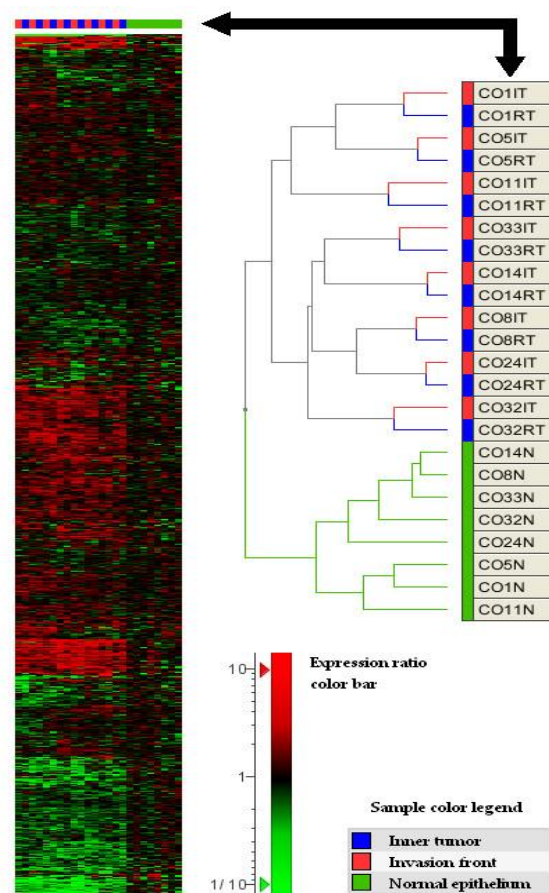 CO1IT
CO1RT
CO5IT
CO5RT
CO11IT
CO11RT
CO33IT
CO33RT
CO14IT
CO14RT
CO8IT
CO8RT
CO24IT
CO24RT
CO32IT
CO32RT
CO14N
CO8N
CO33N
CO32N
CO24N
CO5N
CO1N
CO11N
10
1
1/10
Expression ratio
color bar
Sample color legend
Inner tumor
Invasion front
Normal epithelium